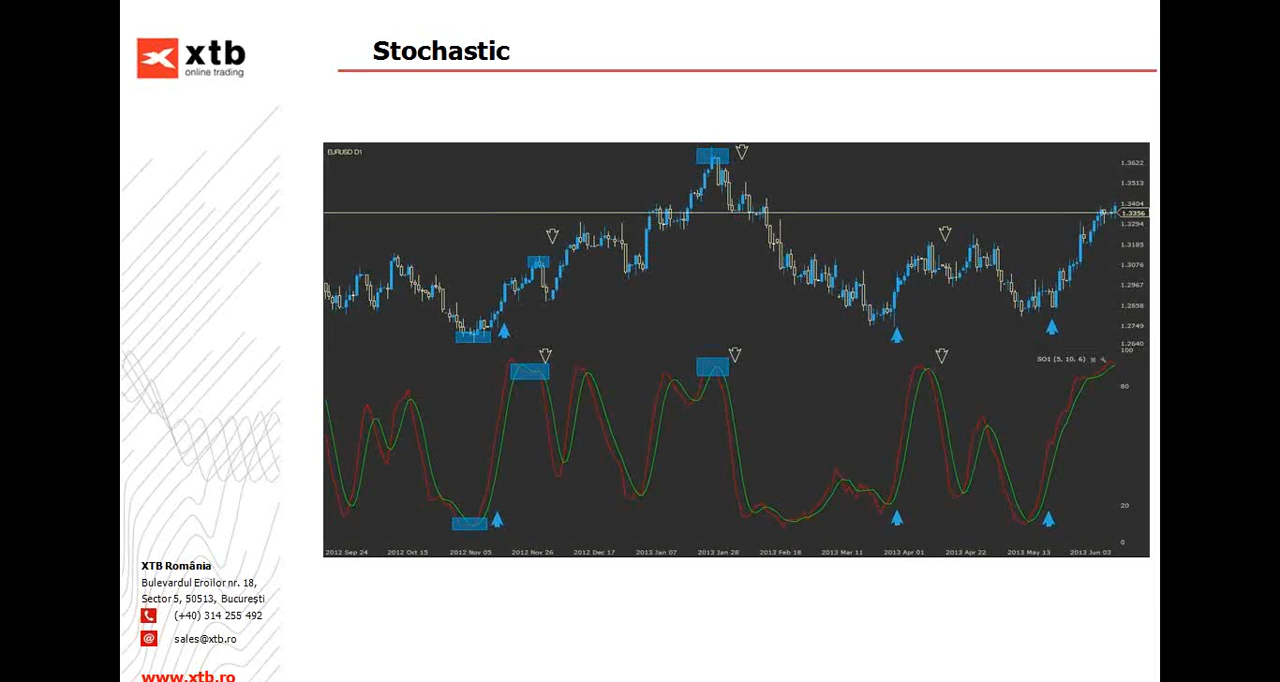 xtb
online trading
Stochastic
EURUSD D1
1.3622
1.3513
1.3404
1.3356
1.3294
1.3185
1.3076
1.2967
1.2858
1.2749
1.2640
100
SO1 (5, 10, 6)
80
20
0
2012 Sep 24 2012 Oct 15 2012 Nov 05 2012 Nov 26 2012 Dec 17 2013 Jan 07 2013 Jan 28 2013 Feb 18 2013 Mar 11 2013 Apr 01 2013 Apr 22 2013 May 13 2013 Jun 03
XTB România
Bulevardul Eroilor nr. 18,
Sector 5, 50513, București
(+40) 314 255 492
@ sales@xtb.ro
www.xtb.ro